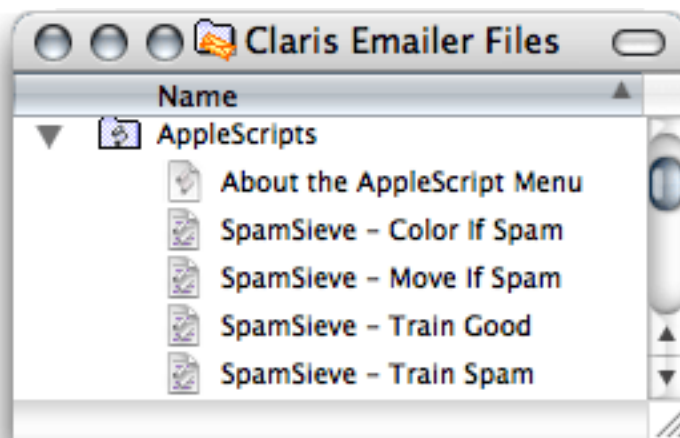 Claris Emailer Files
Name
AppleScripts
About the AppleScript Menu
SpamSieve – Color If Spam
SpamSieve – Move If Spam
SpamSieve – Train Good
SpamSieve – Train Spam